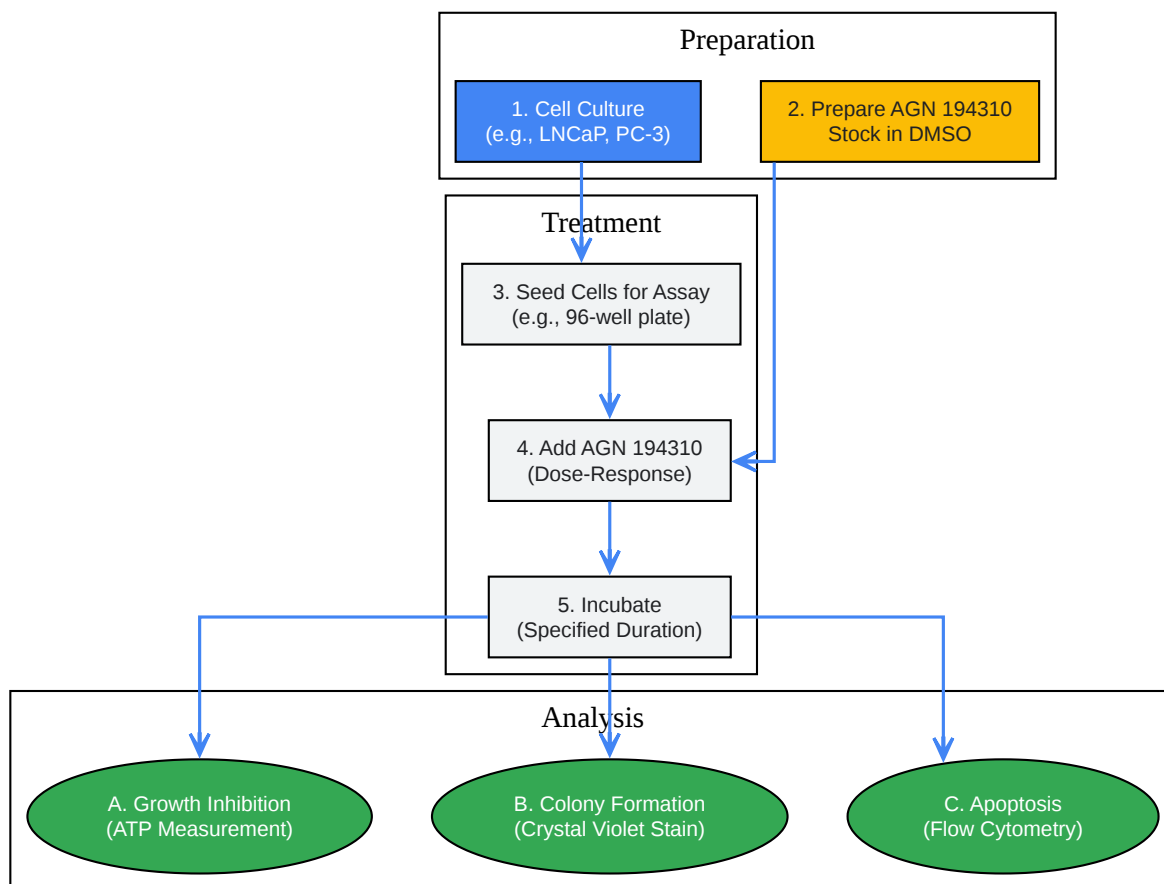 Preparation
1. Cell Culture
(e.g., LNCaP, PC-3)
2. Prepare AGN 194310
Stock in DMSO
Treatment
3. Seed Cells for Assay
(e.g., 96-well plate)
4. Add AGN 194310
(Dose-Response)
5. Incubate
(Specified Duration)
Analysis
A. Growth Inhibition
(ATP Measurement)
B. Colony Formation
(Crystal Violet Stain)
C. Apoptosis
(Flow Cytometry)